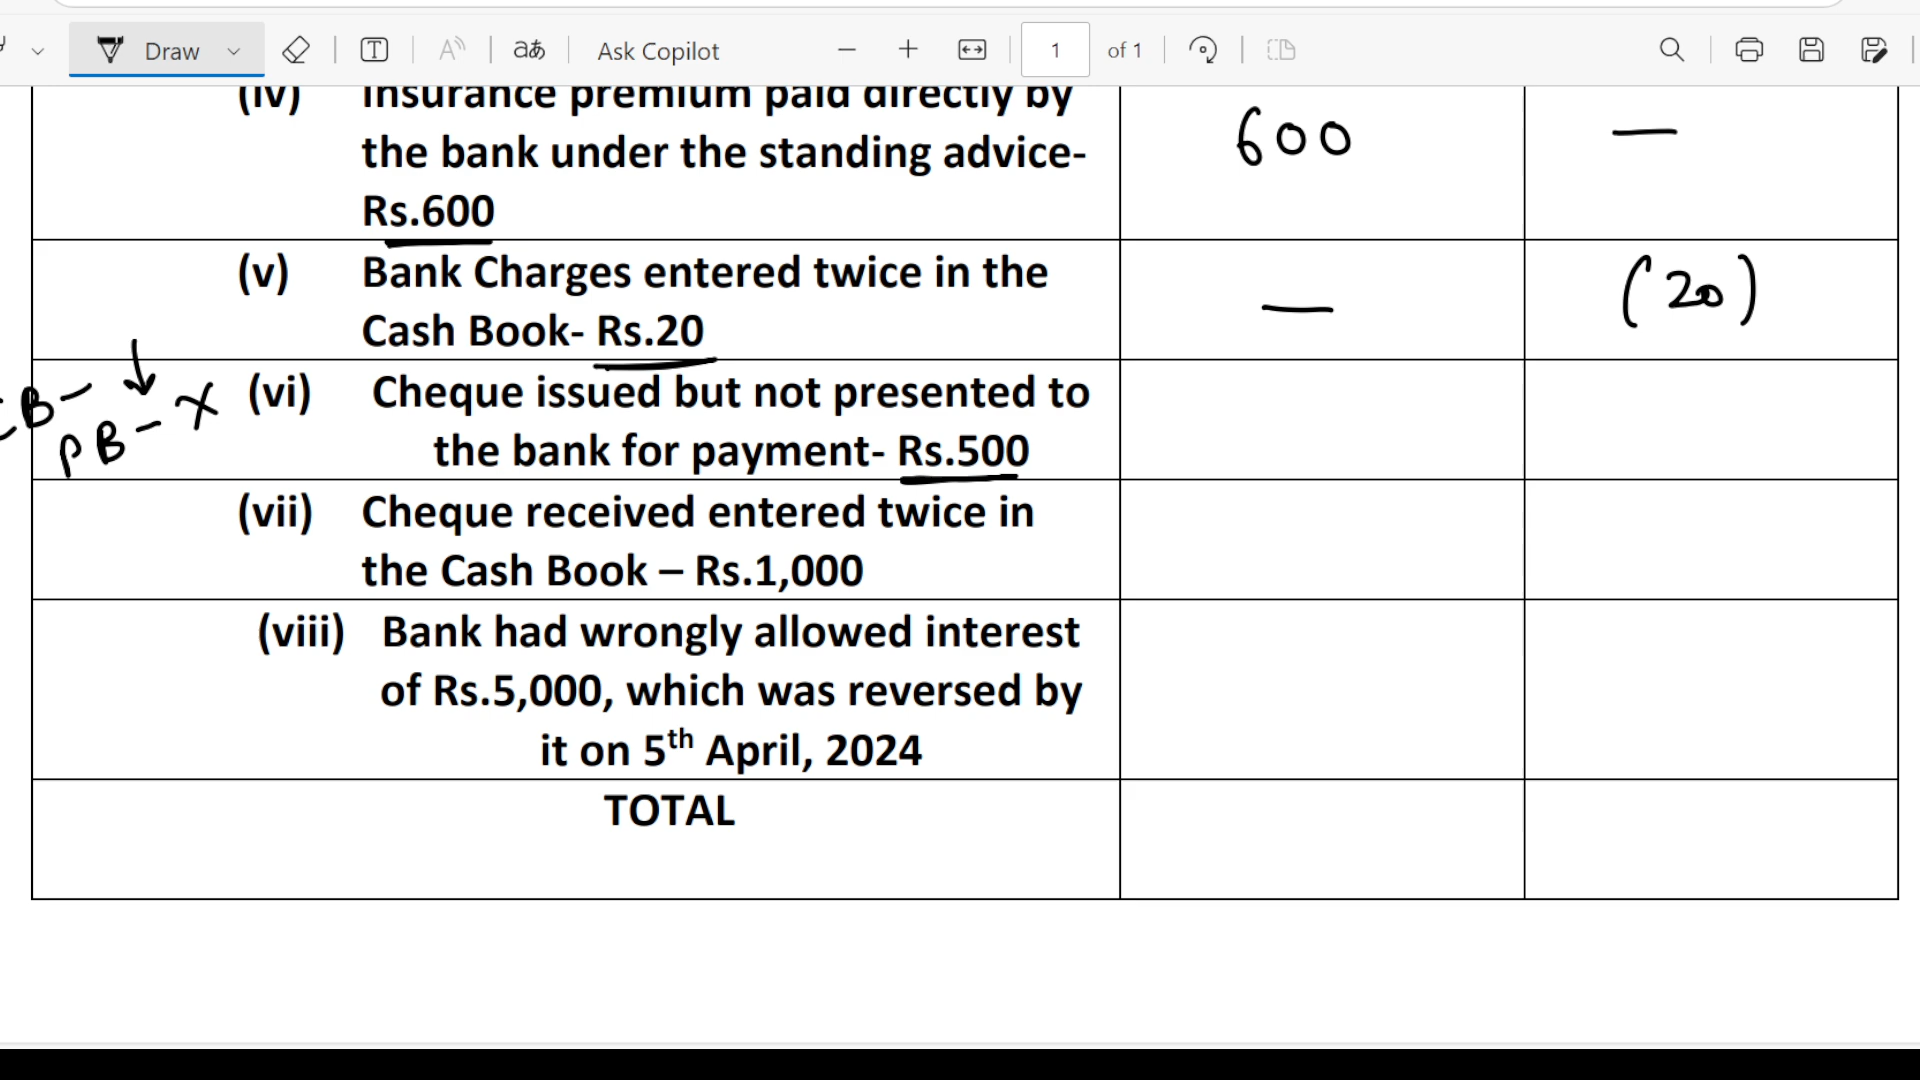 Draw
aあ
Ask Copilot
1
of 1
(iv) Insurance premium paid directly by
the bank under the standing advice-
Rs.600
600
—
(v) Bank Charges entered twice in the
Cash Book- Rs.20
—
(20)
CB- ↓
PB - X
(vi) Cheque issued but not presented to
the bank for payment- Rs.500
(vii) Cheque received entered twice in
the Cash Book – Rs.1,000
(viii) Bank had wrongly allowed interest
of Rs.5,000, which was reversed by
it on 5th April, 2024
TOTAL